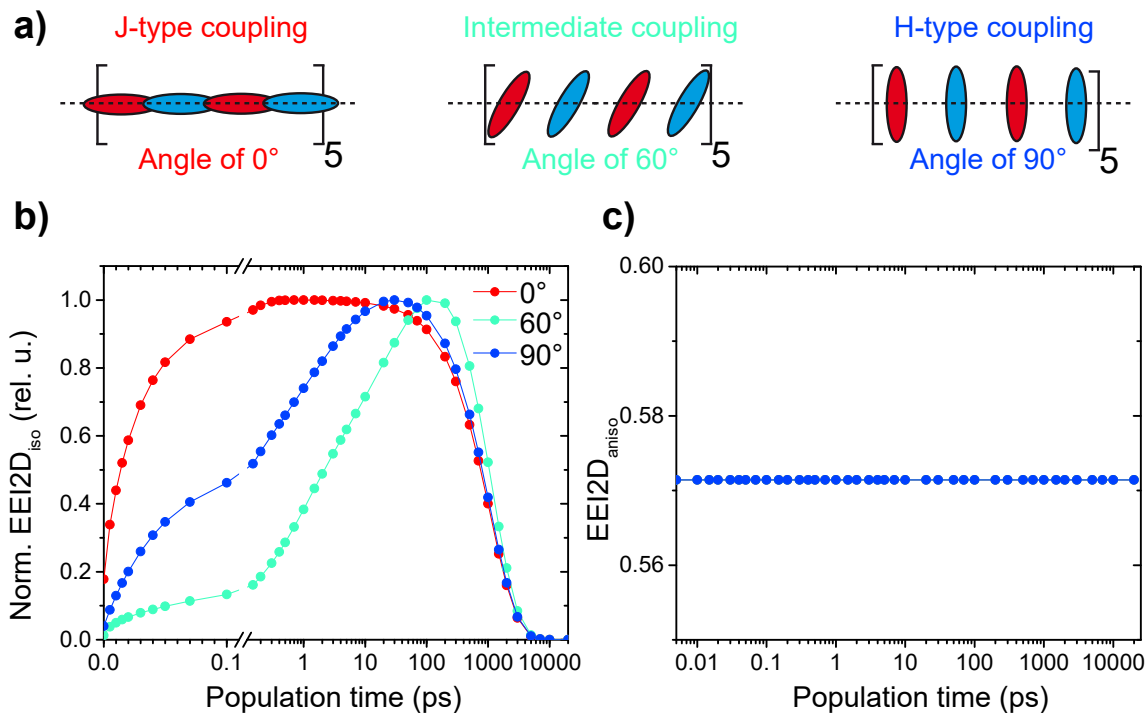 a)
J-type coupling
Intermediate coupling
H-type coupling
5
5
5
Angle of 0°
Angle of 60°
Angle of 90°
b)
c)
Norm. EEI2D_iso (rel. u.)
1.0
0.8
0.6
0.4
0.2
0.0
0°
60°
90°
0.0
0.1
1
10
100
1000
10000
Population time (ps)
EEI2D_aniso
0.60
0.58
0.56
0.01
0.1
1
10
100
1000
10000
Population time (ps)